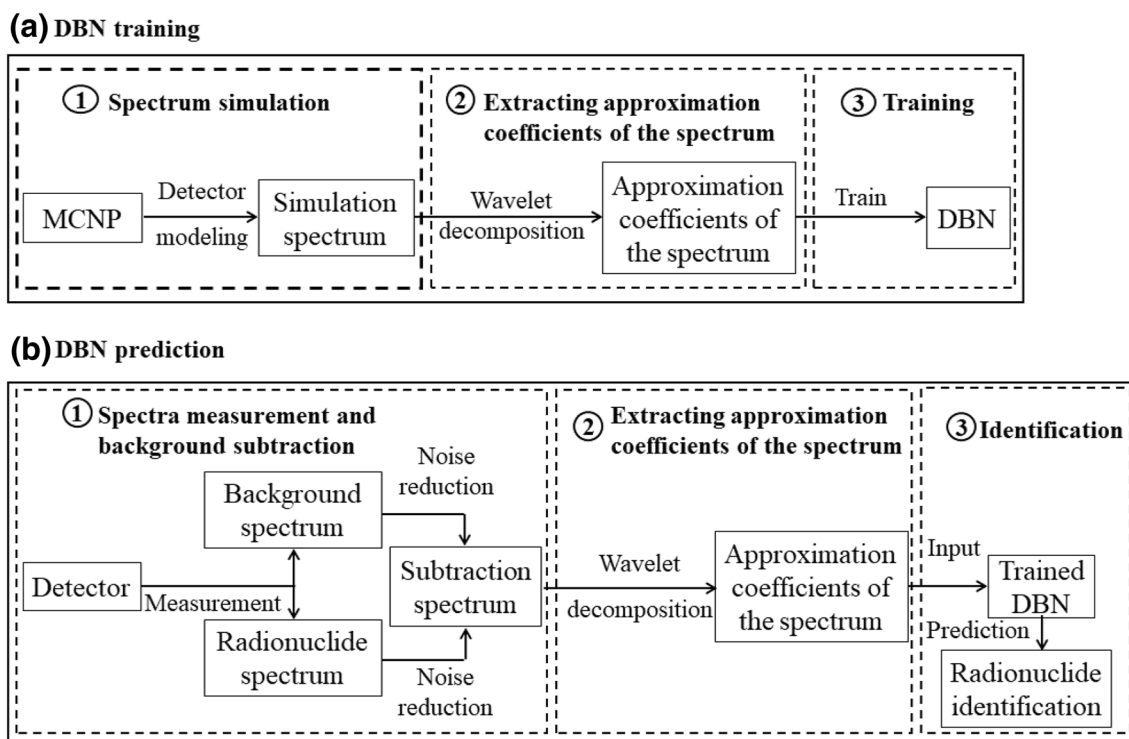 (a) DBN training
① Spectrum simulation
MCNP
Detector
modeling
Simulation
spectrum
② Extracting approximation
coefficients of the spectrum
Wavelet
decomposition
Approximation
coefficients of
the spectrum
③ Training
Train
DBN
(b) DBN prediction
① Spectra measurement and
background subtraction
Detector
Measurement
Background
spectrum
Radionuclide
spectrum
Noise
reduction
Noise
reduction
Subtraction
spectrum
② Extracting approximation
coefficients of the spectrum
Wavelet
decomposition
Approximation
coefficients of
the spectrum
③ Identification
Input
Trained
DBN
Prediction
Radionuclide
identification